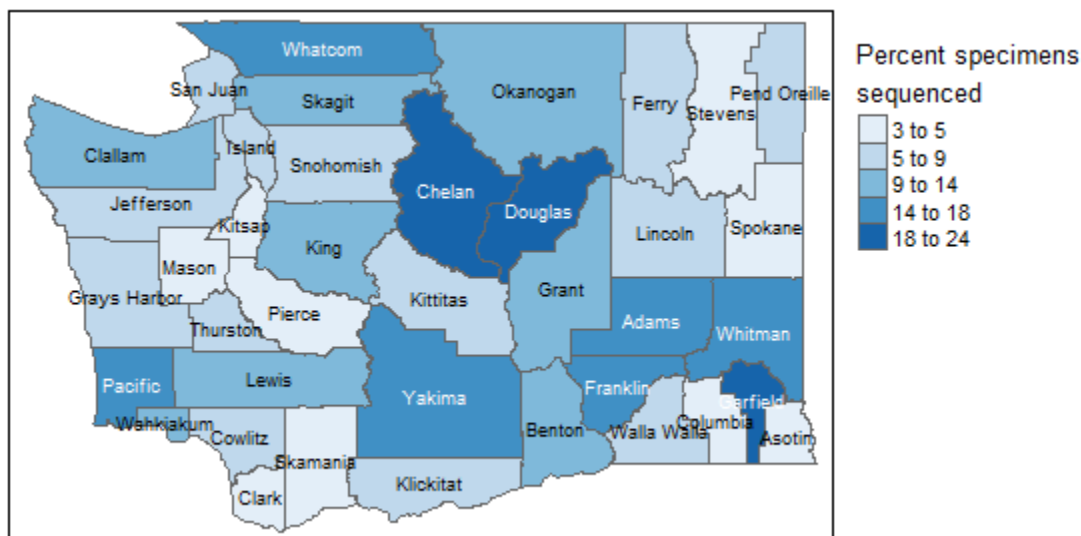 Whatcom
San Juan
Skagit
Okanogan
Ferry
Stevens
Pend Oreille
Clallam
Island
Snohomish
Chelan
Jefferson
Kitsap
Douglas
Lincoln
Spokane
King
Mason
Grays Harbor
Kittitas
Grant
Pierce
Thurston
Adams
Whitman
Pacific
Lewis
Yakima
Franklin
Garfield
Wahkiakum
Cowlitz
Benton
Walla Walla
Columbia
Asotin
Skamania
Clark
Klickitat
Percent specimens
sequenced
3 to 5
5 to 9
9 to 14
14 to 18
18 to 24